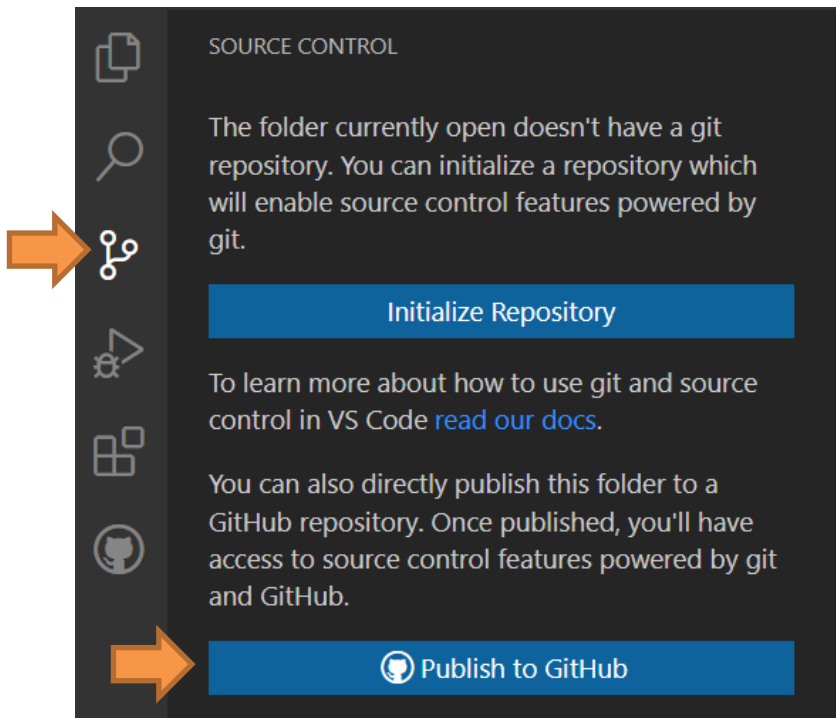 SOURCE CONTROL
The folder currently open doesn't have a git
repository. You can initialize a repository which
will enable source control features powered by
git.
Initialize Repository
To learn more about how to use git and source
control in VS Code read our docs.
You can also directly publish this folder to a
GitHub repository. Once published, you'll have
access to source control features powered by git
and GitHub.
Publish to GitHub